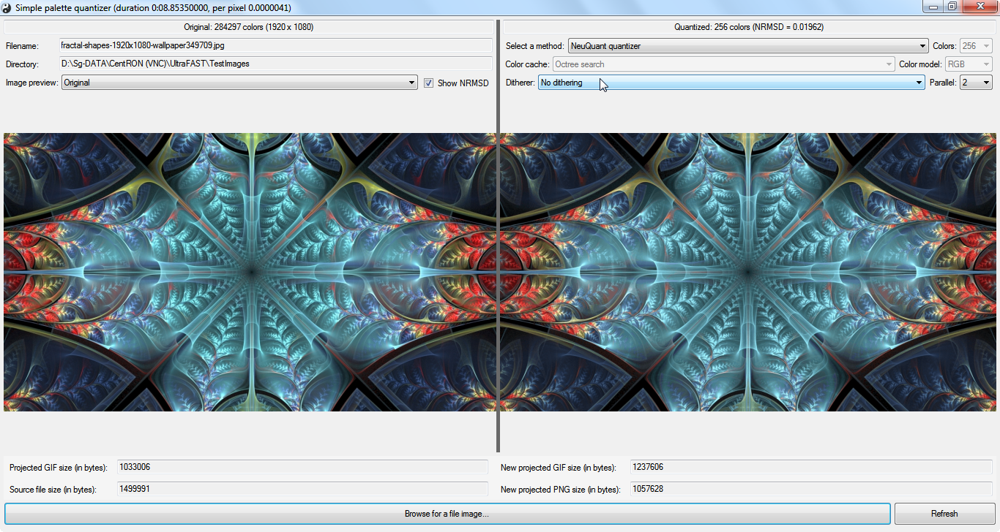 Simple palette quantizer (duration 0:08.85350000, per pixel 0.0000041)
Original: 284297 colors (1920 x 1080)
Quantized: 256 colors (NRMSD = 0.01962)
Filename: fractal-shapes-1920x1080-wallpaper349709.jpg
Select a method: NeuQuant quantizer Colors: 256
Directory: D:\Sg-DATA\CentRON (VNC)\UltraFAST\TestImages
Color cache: Octree search Color model: RGB
Image preview: Original Show NRMSD
Ditherer: No dithering Parallel: 2
Projected GIF size (in bytes): 1033006
New projected GIF size (in bytes): 1237606
Source file size (in bytes): 1499991
New projected PNG size (in bytes): 1057628
Browse for a file image...
Refresh